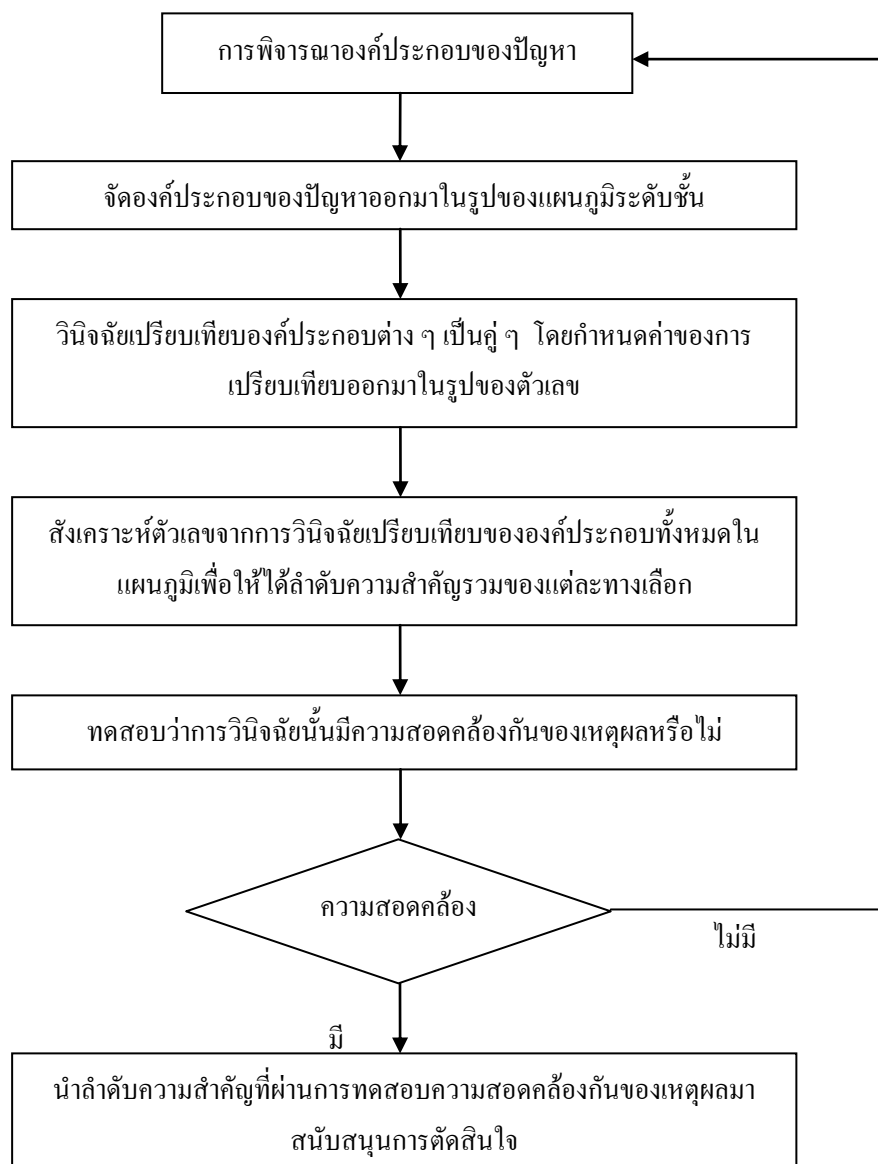 การพิจารณาองค์ประกอบของปัญหา
จัดองค์ประกอบของปัญหาออกมาในรูปของแผนภูมิระดับชั้น
วินิจฉัยเปรียบเทียบองค์ประกอบต่าง ๆ เป็นคู่ ๆ โดยกำหนดค่าของการ
เปรียบเทียบออกมาในรูปของตัวเลข
สังเคราะห์ตัวเลขจากการวินิจฉัยเปรียบเทียบขององค์ประกอบทั้งหมดใน
แผนภูมิเพื่อให้ได้ลำดับความสำคัญรวมของแต่ละทางเลือก
ทดสอบว่าการวินิจฉัยนั้นมีความสอดคล้องกันของเหตุผลหรือไม่
ความสอดคล้อง
ไม่มี
มี
นำลำดับความสำคัญที่ผ่านการทดสอบความสอดคล้องกันของเหตุผลมา
สนับสนุนการตัดสินใจ